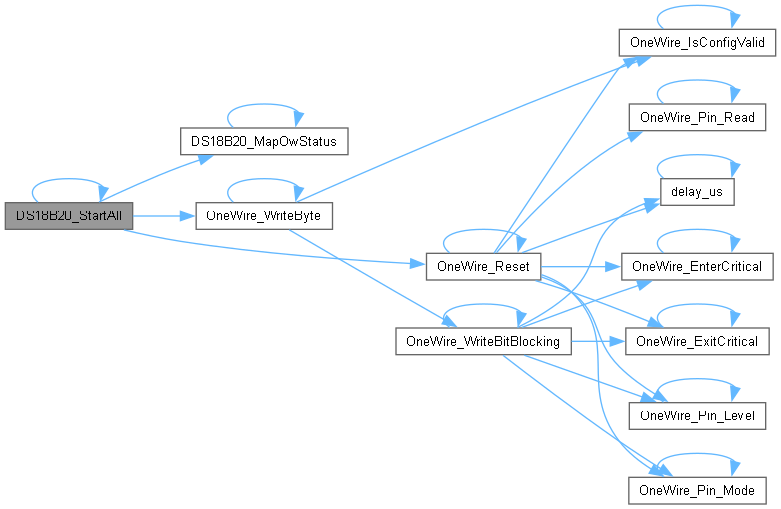 OneWire_IsConfigValid
OneWire_Pin_Read
DS18B20_MapOwStatus
delay_us
DS18B20_StartAll
OneWire_WriteByte
OneWire_Reset
OneWire_EnterCritical
OneWire_WriteBitBlocking
OneWire_ExitCritical
OneWire_Pin_Level
OneWire_Pin_Mode